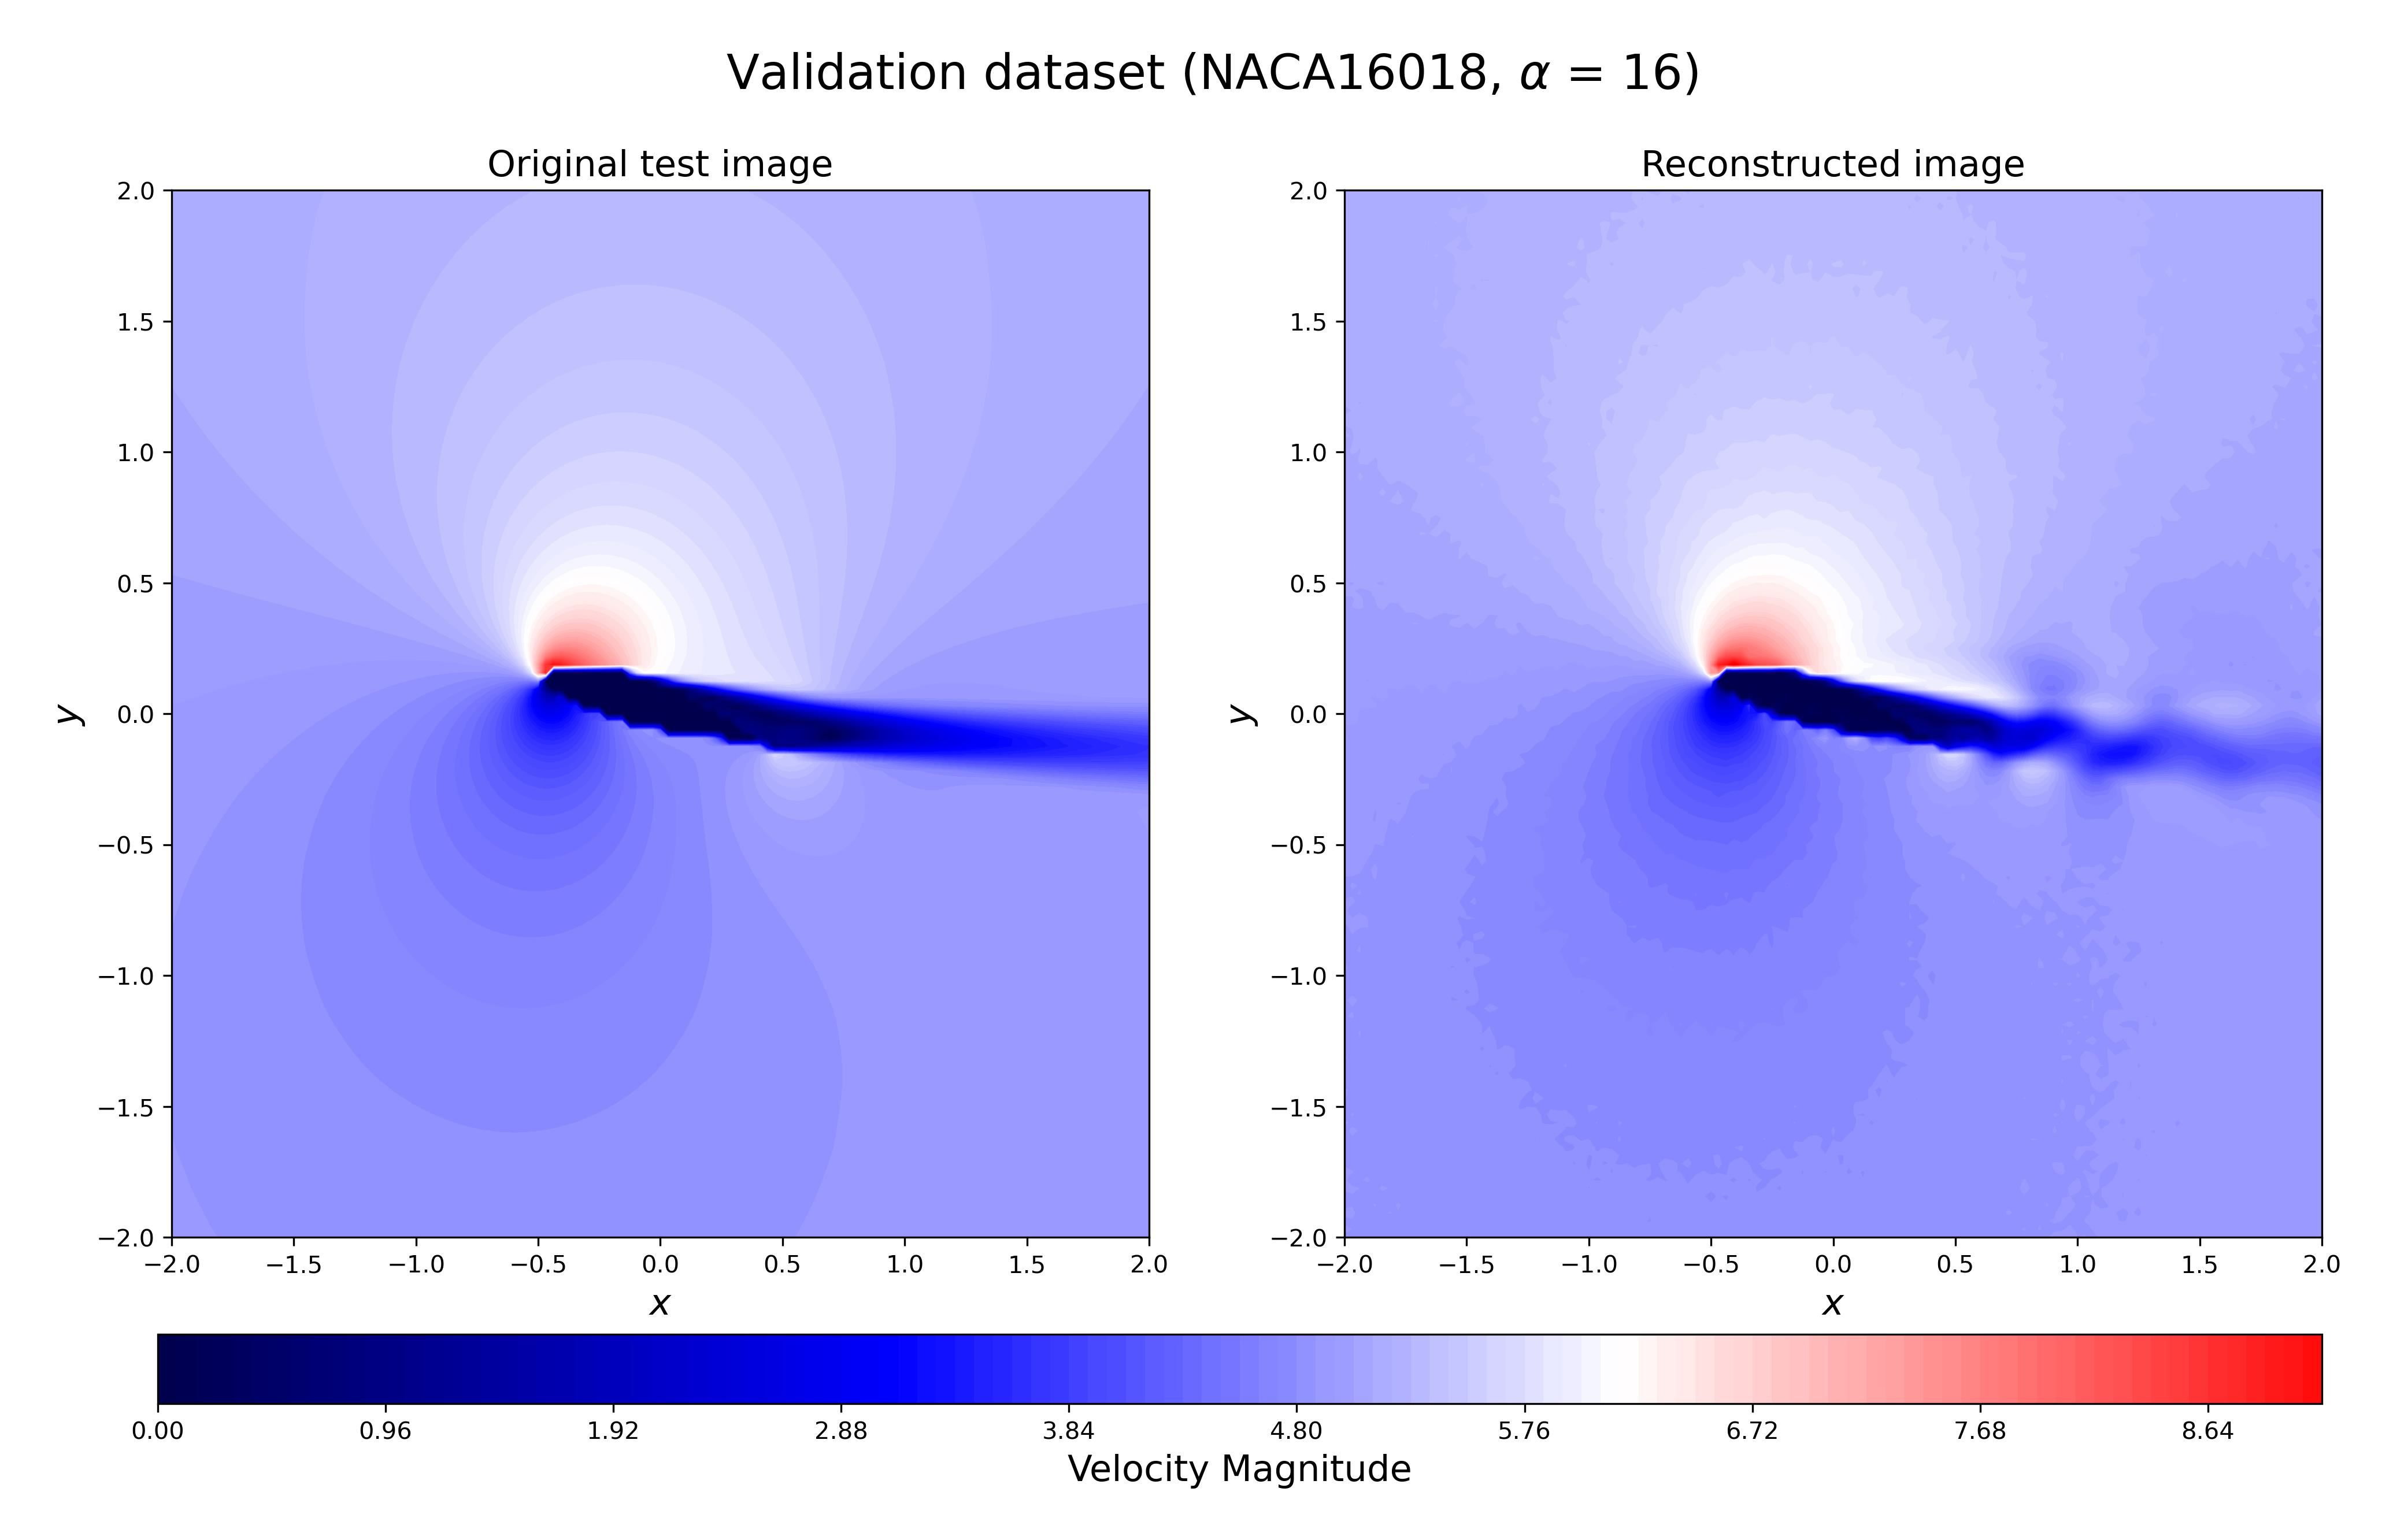 Validation dataset (NACA16018, α = 16)
Original test image
2.0
1.5
1.0
0.5
0.0
−0.5
−1.0
−1.5
−2.0
y
−2.0 −1.5 −1.0 −0.5 0.0 0.5 1.0 1.5 2.0
x
Reconstructed image
2.0
1.5
1.0
0.5
0.0
−0.5
−1.0
−1.5
−2.0
y
−2.0 −1.5 −1.0 −0.5 0.0 0.5 1.0 1.5 2.0
x
0.00 0.96 1.92 2.88 3.84 4.80 5.76 6.72 7.68 8.64
Velocity Magnitude